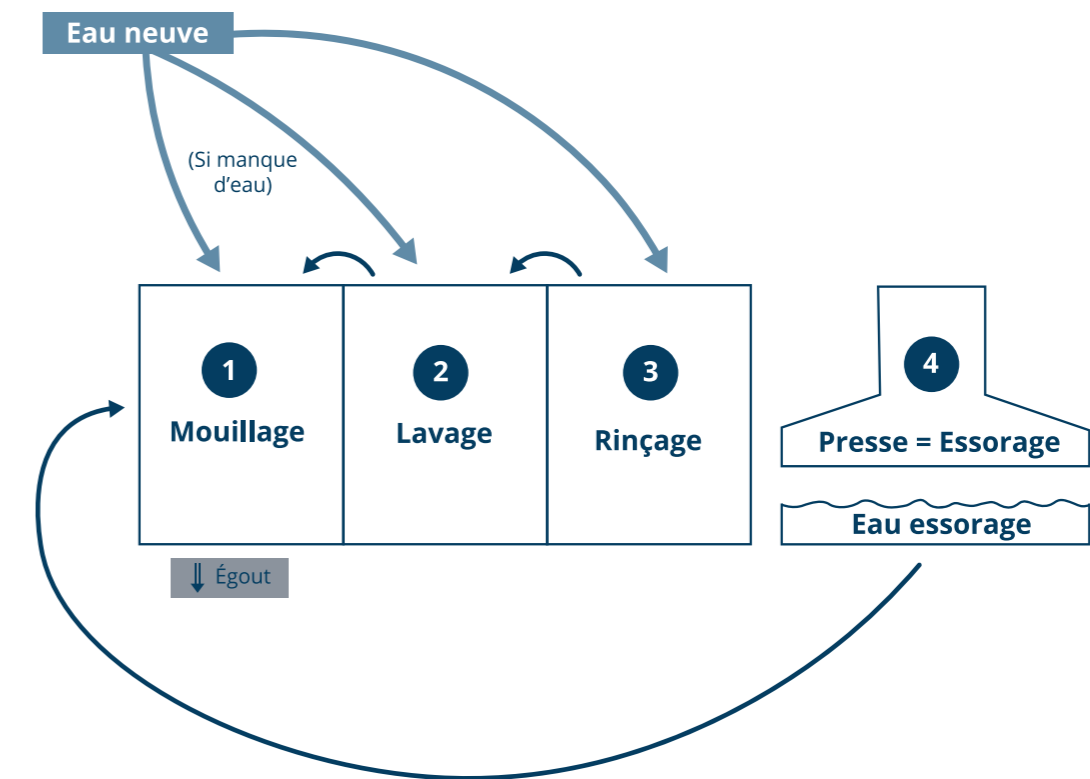 Eau neuve
(Si manque
d'eau)
1
Mouillage
2
Lavage
3
Rinçage
4
Presse = Essorage
Eau essorage
Égout